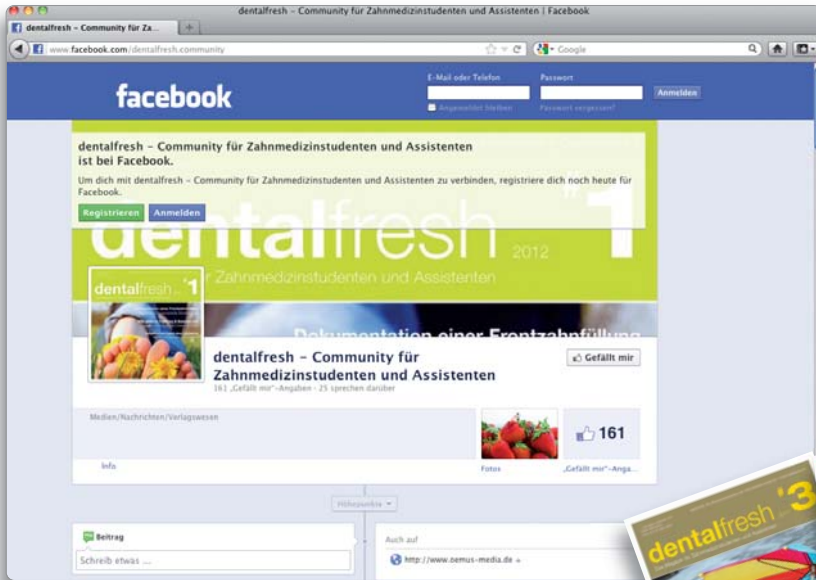 dentalfresh – Community für Zahnmedizinstudenten und Assistenten | Facebook
dentalfresh – Community für Za...
www.facebook.com/dentalfresh.community
Google
facebook
E-Mail oder Telefon
Passwort
Anmelden
Angemeldet bleiben
Passwort vergessen?
dentalfresh – Community für Zahnmedizinstudenten und Assistenten
ist bei Facebook.
Um dich mit dentalfresh – Community für Zahnmedizinstudenten und Assistenten zu verbinden, registriere dich noch heute für
Facebook.
Registrieren
Anmelden
dentalfresh 2012 #1
r Zahnmedizinstudenten und Assistenten
dentalfresh #1
Dokumentation einer Frontzahnfüllung
dentalfresh – Community für
Zahnmedizinstudenten und Assistenten
161 „Gefällt mir“-Angaben · 25 sprechen darüber
Gefällt mir
Medien/Nachrichten/Verlagswesen
161
Info
Fotos
„Gefällt mir“-Anga...
Höhepunkte
Beitrag
Schreib etwas ...
Auch auf
http://www.oemus-media.de
dentalfresh #3